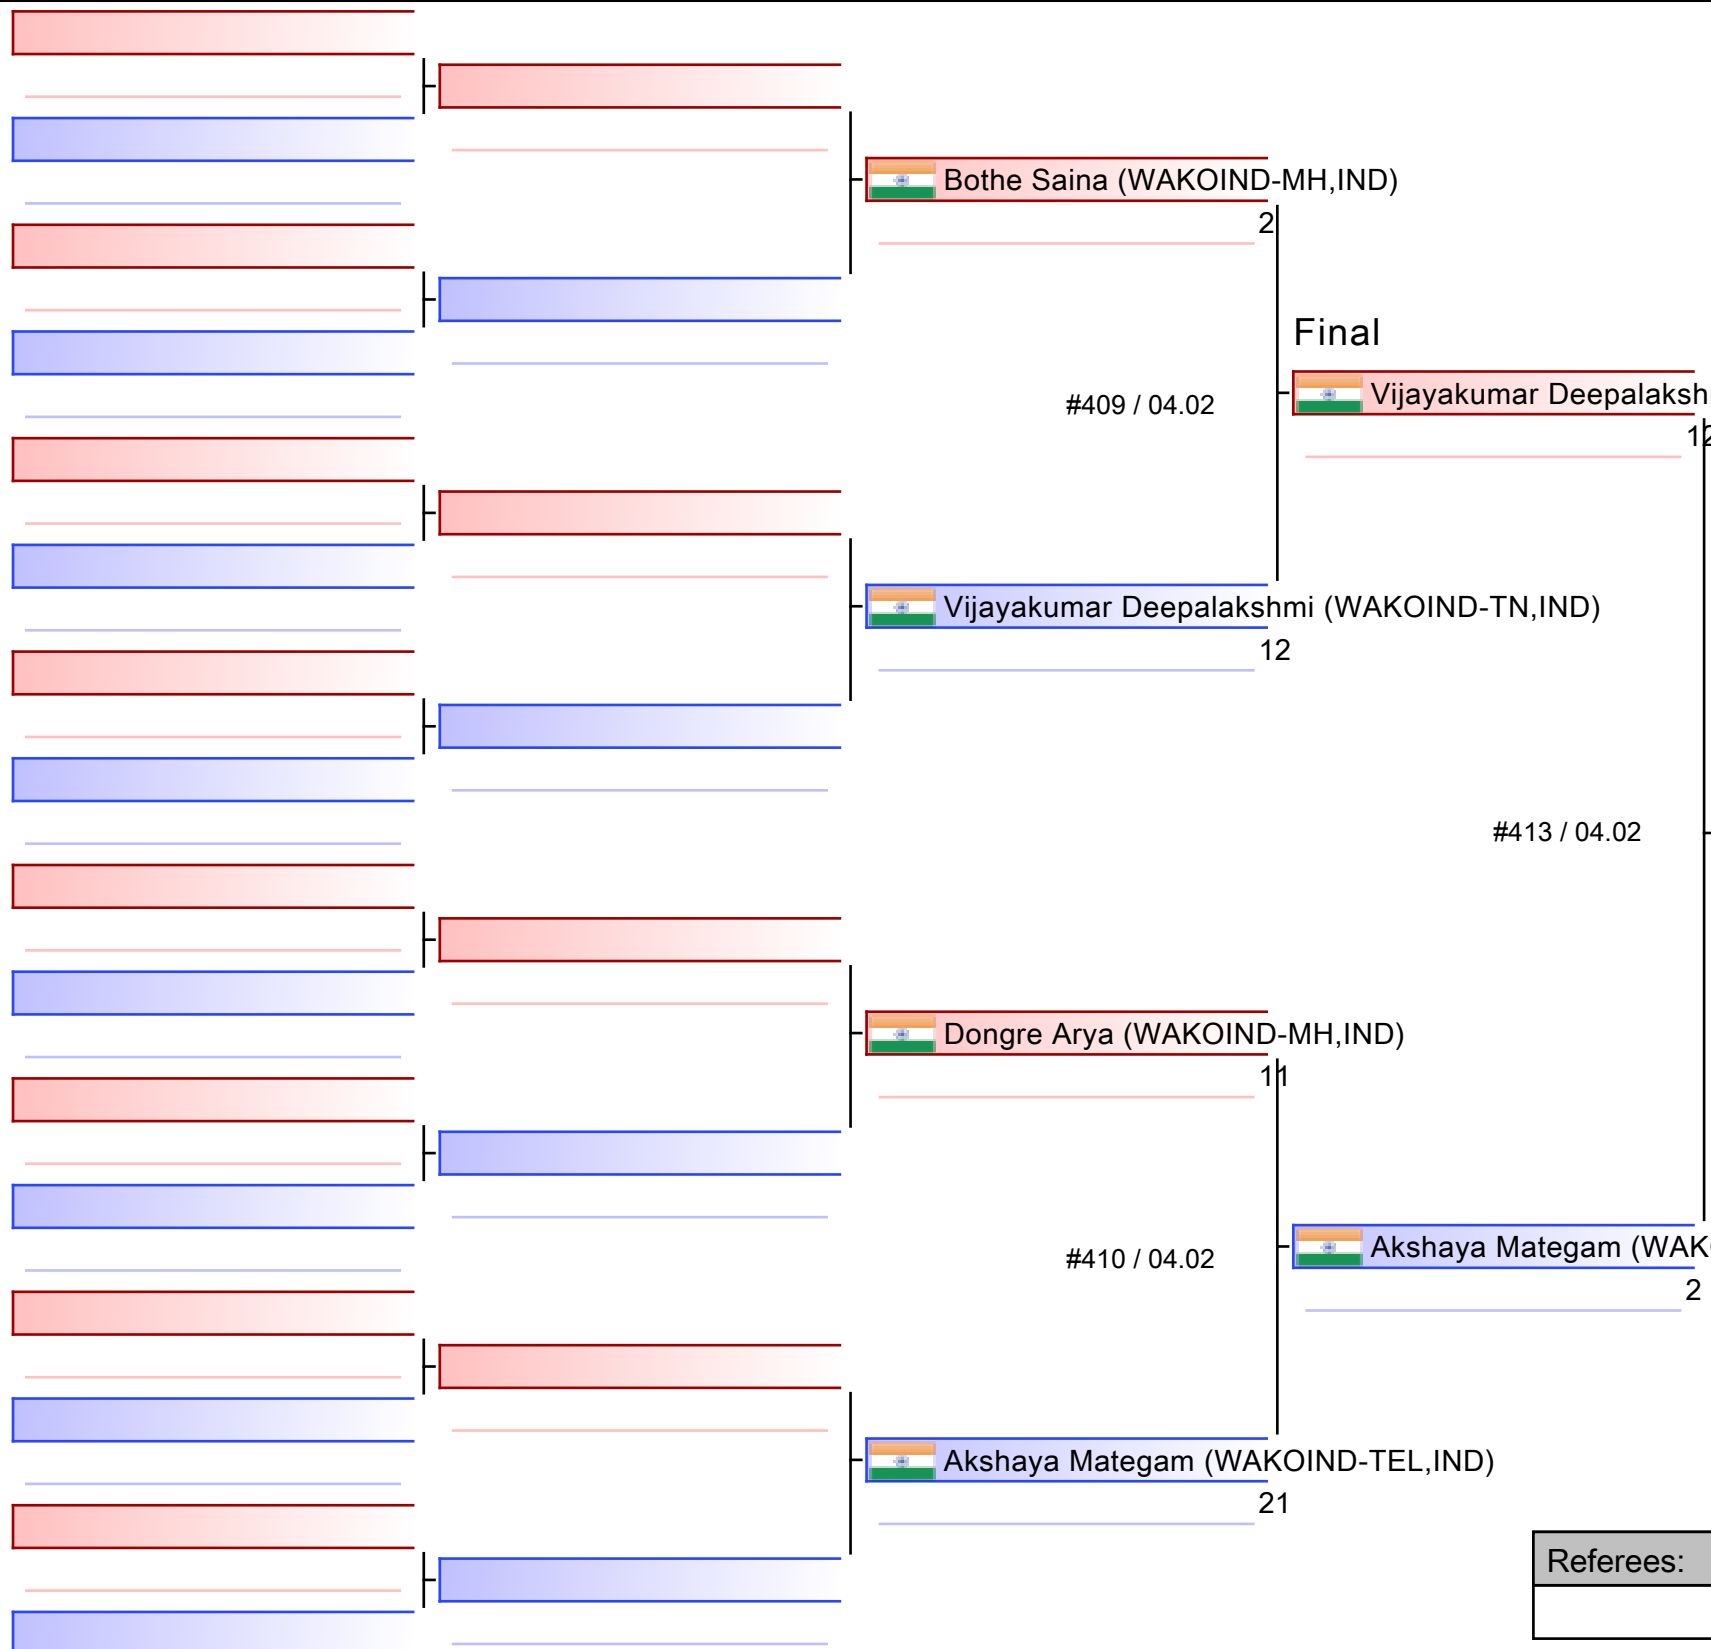 Bothe Saina (WAKOIND-MH,IND)
2
Final
#409 / 04.02
Vijayakumar Deepalaksh
12
Vijayakumar Deepalakshmi (WAKOIND-TN,IND)
12
#413 / 04.02
Dongre Arya (WAKOIND-MH,IND)
11
#410 / 04.02
Akshaya Mategam (WAK
2
Akshaya Mategam (WAKOIND-TEL,IND)
21
Referees: